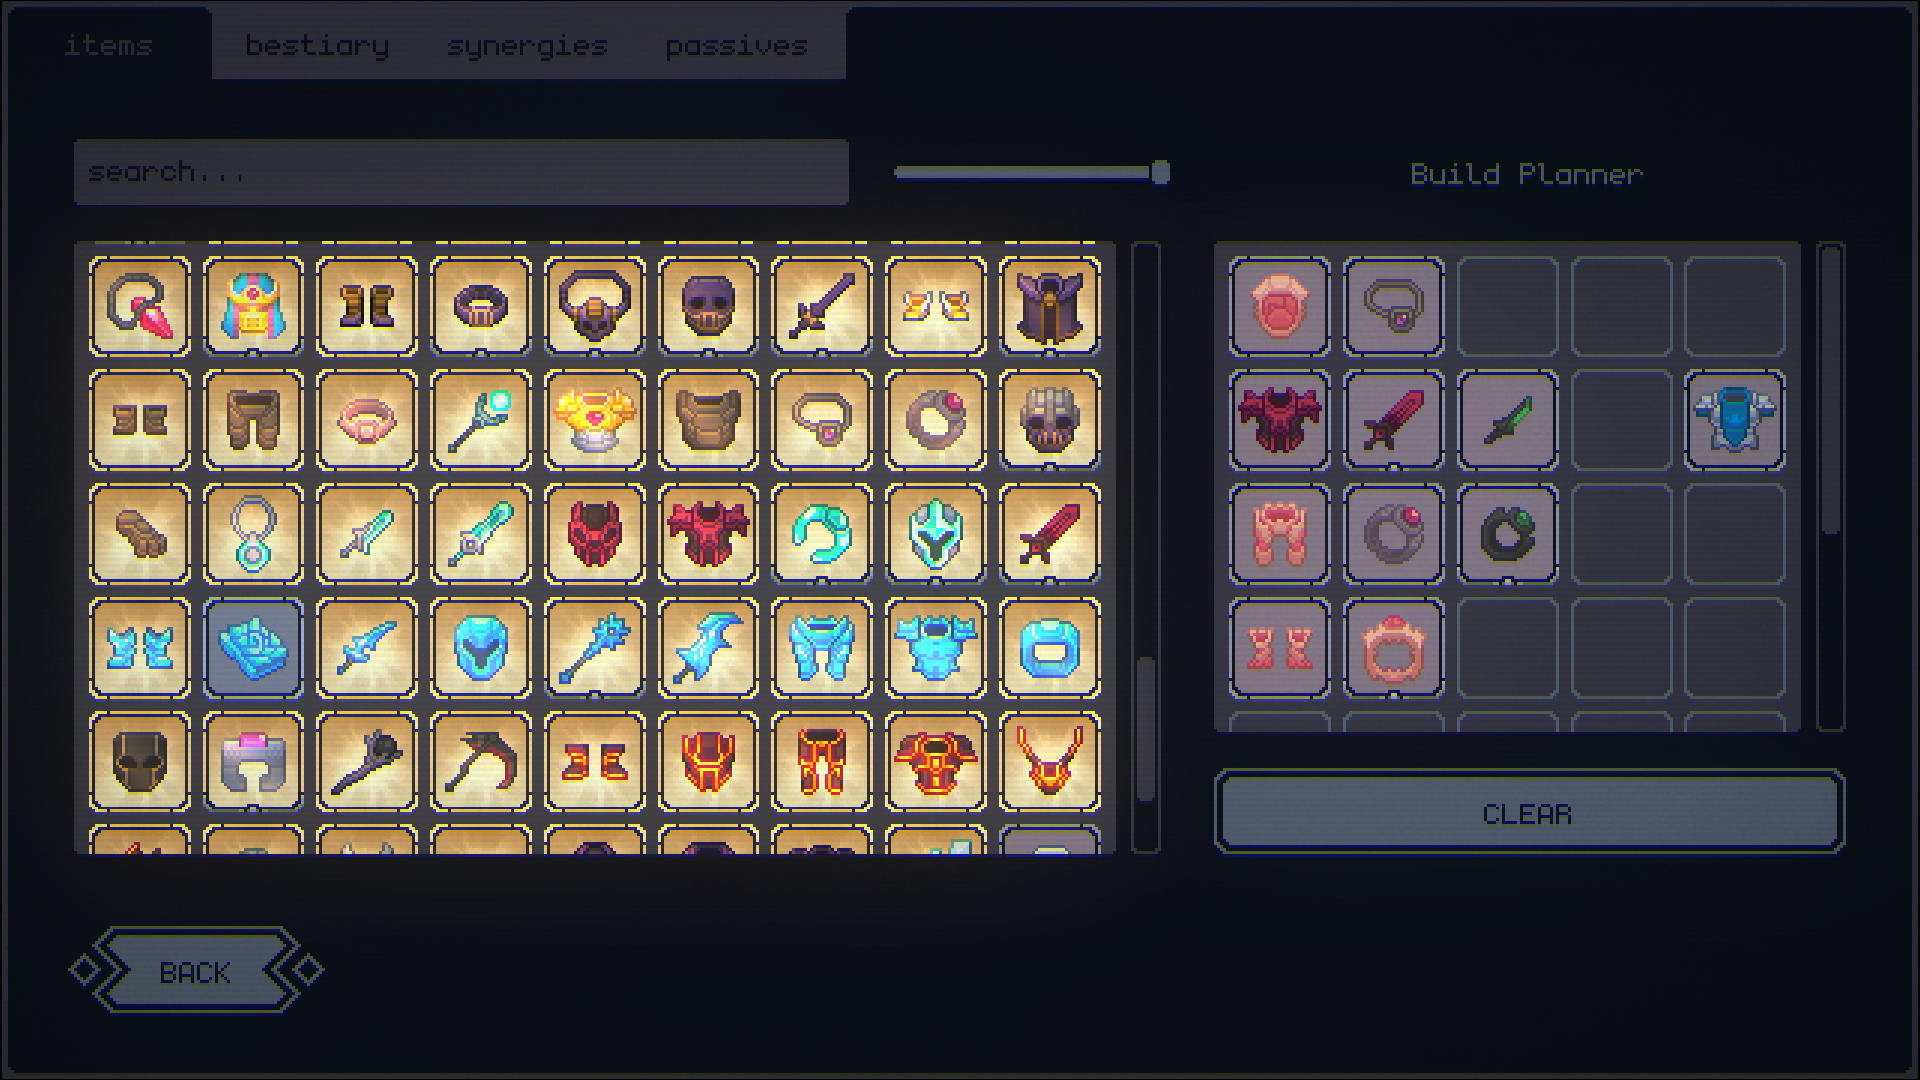 items bestiary synergies passives
search...
Build Planner
CLEAR
BACK